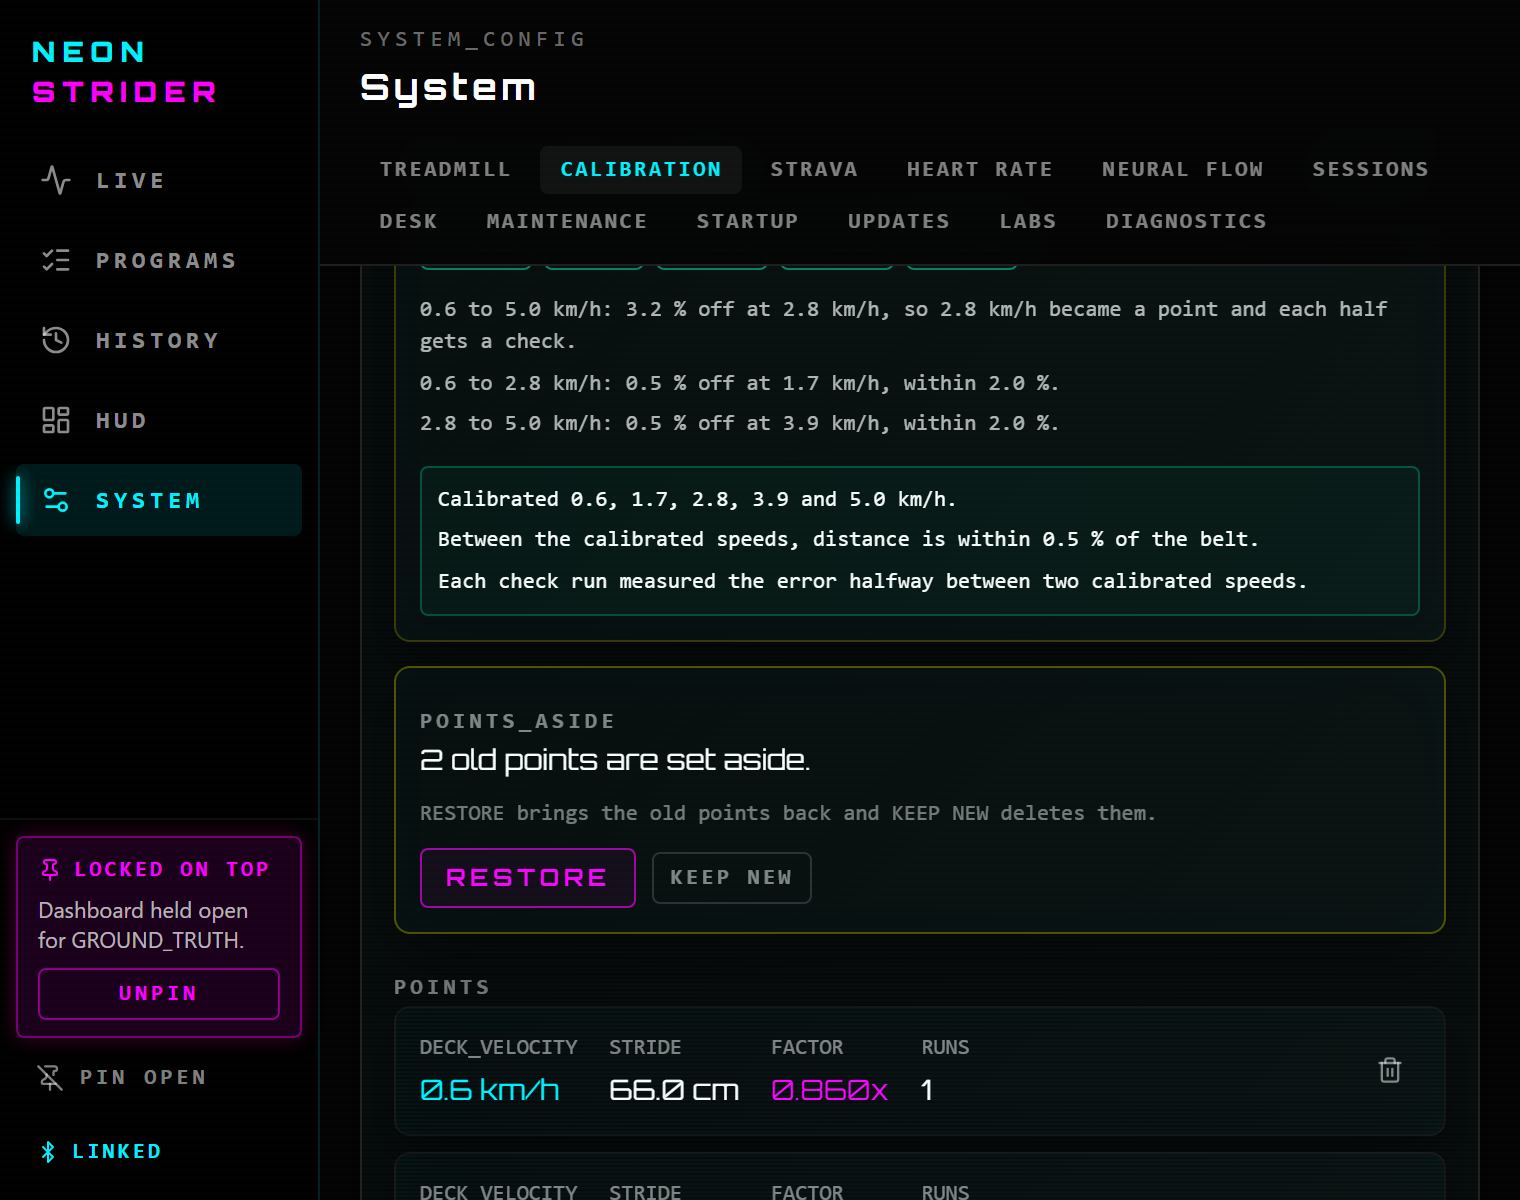 NEON
STRIDER
LIVE
PROGRAMS
HISTORY
HUD
SYSTEM
LOCKED ON TOP
Dashboard held open
for GROUND_TRUTH.
UNPIN
PIN OPEN
LINKED
SYSTEM_CONFIG
System
TREADMILL CALIBRATION STRAVA HEART RATE NEURAL FLOW SESSIONS
DESK MAINTENANCE STARTUP UPDATES LABS DIAGNOSTICS
0.6 to 5.0 km/h: 3.2 % off at 2.8 km/h, so 2.8 km/h became a point and each half
gets a check.
0.6 to 2.8 km/h: 0.5 % off at 1.7 km/h, within 2.0 %.
2.8 to 5.0 km/h: 0.5 % off at 3.9 km/h, within 2.0 %.
Calibrated 0.6, 1.7, 2.8, 3.9 and 5.0 km/h.
Between the calibrated speeds, distance is within 0.5 % of the belt.
Each check run measured the error halfway between two calibrated speeds.
POINTS_ASIDE
2 old points are set aside.
RESTORE brings the old points back and KEEP NEW deletes them.
RESTORE KEEP NEW
POINTS
DECK_VELOCITY STRIDE FACTOR RUNS
0.6 km/h 66.0 cm 0.860x 1
DECK_VELOCITY STRIDE FACTOR RUNS